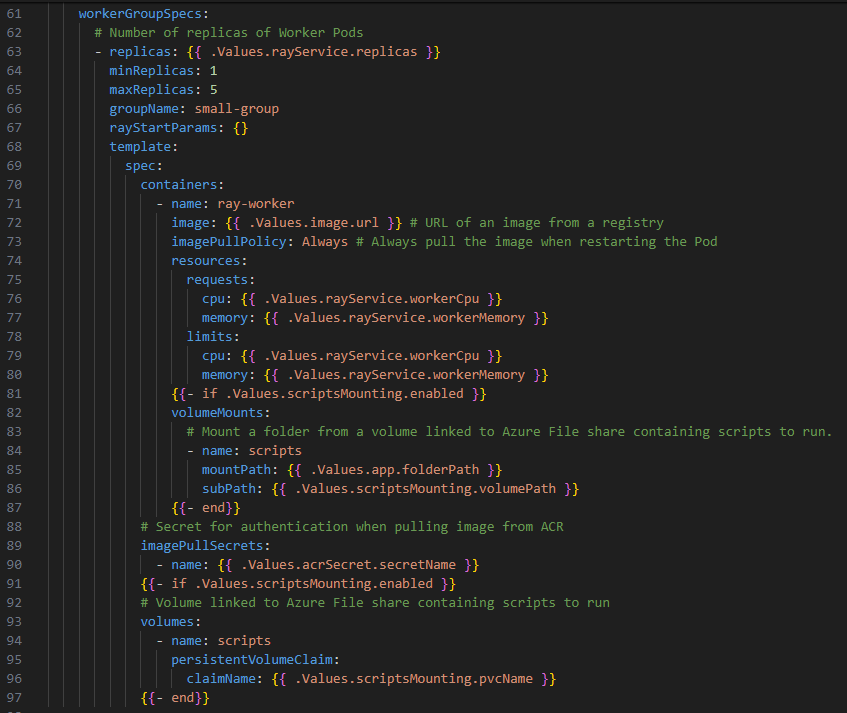 61 workerGroupSpecs:
62 # Number of replicas of Worker Pods
63 - replicas: {{ .Values.rayService.replicas }}
64 minReplicas: 1
65 maxReplicas: 5
66 groupName: small-group
67 rayStartParams: {}
68 template:
69 spec:
70 containers:
71 - name: ray-worker
72 image: {{ .Values.image.url }} # URL of an image from a registry
73 imagePullPolicy: Always # Always pull the image when restarting the Pod
74 resources:
75 requests:
76 cpu: {{ .Values.rayService.workerCpu }}
77 memory: {{ .Values.rayService.workerMemory }}
78 limits:
79 cpu: {{ .Values.rayService.workerCpu }}
80 memory: {{ .Values.rayService.workerMemory }}
81 {{- if .Values.scriptsMounting.enabled }}
82 volumeMounts:
83 # Mount a folder from a volume linked to Azure File share containing scripts to run.
84 - name: scripts
85 mountPath: {{ .Values.app.folderPath }}
86 subPath: {{ .Values.scriptsMounting.volumePath }}
87 {{- end}}
88 # Secret for authentication when pulling image from ACR
89 imagePullSecrets:
90 - name: {{ .Values.acrSecret.secretName }}
91 {{- if .Values.scriptsMounting.enabled }}
92 # Volume linked to Azure File share containing scripts to run
93 volumes:
94 - name: scripts
95 persistentVolumeClaim:
96 claimName: {{ .Values.scriptsMounting.pvcName }}
97 {{- end}}